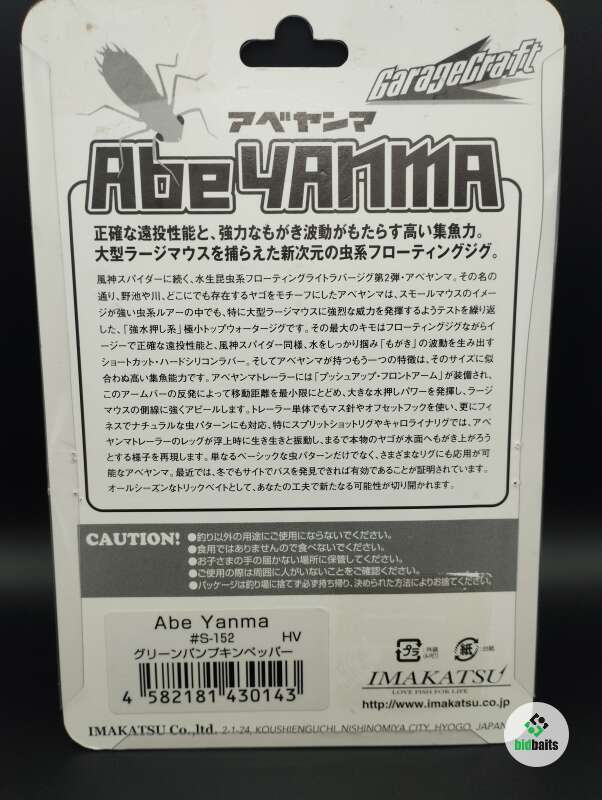 GarageCraft
アベヤンマ
Abe YANMA
正確な遠投性能と、強力なもがき波動がもたらす高い集魚力。
大型ラージマウスを捕らえた新次元の虫系フローティングジグ。
風神スパイダーに続く、水生昆虫系フローティングライトラバージグ第2弾・アベヤンマ。その名の
通り、野池や川、どこにでも存在するヤゴをモチーフにしたアベヤンマは、スモールマウスのイメー
ジが強い虫系ルアーの中でも、特に大型ラージマウスに強烈な威力を発揮するようテストを繰り返
した、「強水押し系」極小トップウォータージグです。その最大のキモはフローティングジグながらイ
ージーで正確な遠投性能と、風神スパイダー同様、水をしっかり掴み「もがき」の波動を生み出す
ショートカット・ハードシリコンラバー。そしてアベヤンマが持つもう一つの特徴は、そのサイズに似
合わぬ高い集魚能力です。アベヤンマトレーラーには「プッシュアップ・フロントアーム」が装備され、
このアームバーの反発によって移動距離を最小限にとどめ、大きな水押しパワーを発揮し、ラージ
マウスの側線に強くアピールします。トレーラー単体でもマス針やオフセットフックを使い、更にフィ
ネスでナチュラルな虫パターンにも対応、特にスプリットショットリグやキャロライナリグでは、アベ
ヤンマトレーラーのレッグが浮上時に生き生きと振動し、まるで本物のヤゴが水面へもがき上がろう
とする様子を再現します。単なるベーシックな虫パターンだけでなく、さまざまなリグにも応用が可
能なアベヤンマ。最近では、冬でもサイトでバスを発見できれば有効であることが証明されています。
オールシーズンなトリックベイトとして、あなたの工夫で新たなる可能性が切り開かれます。
CAUTION!
●釣り以外の用途にご使用にならないでください。
●食用ではありませんので食べないでください。
●お子さまの手の届かない場所に保管してください。
●ご使用の際は周囲に人がいないことをご確認ください。
●パッケージは釣り場に捨てず必ず持ち帰り、決められた方法によりお捨てください。
Abe Yanma
#S-152 HV
グリーンパンプキンペッパー
4 582181 430143
プラ
紙
台紙
IMAKATSU
LOVE FISH FOR LIFE
http://www.imakatsu.co.jp
IMAKATSU Co.,ltd. 2-1-24, KOUSHIENGUCHI, NISHINOMIYA CITY, HYOGO, JAPAN
bidbaits